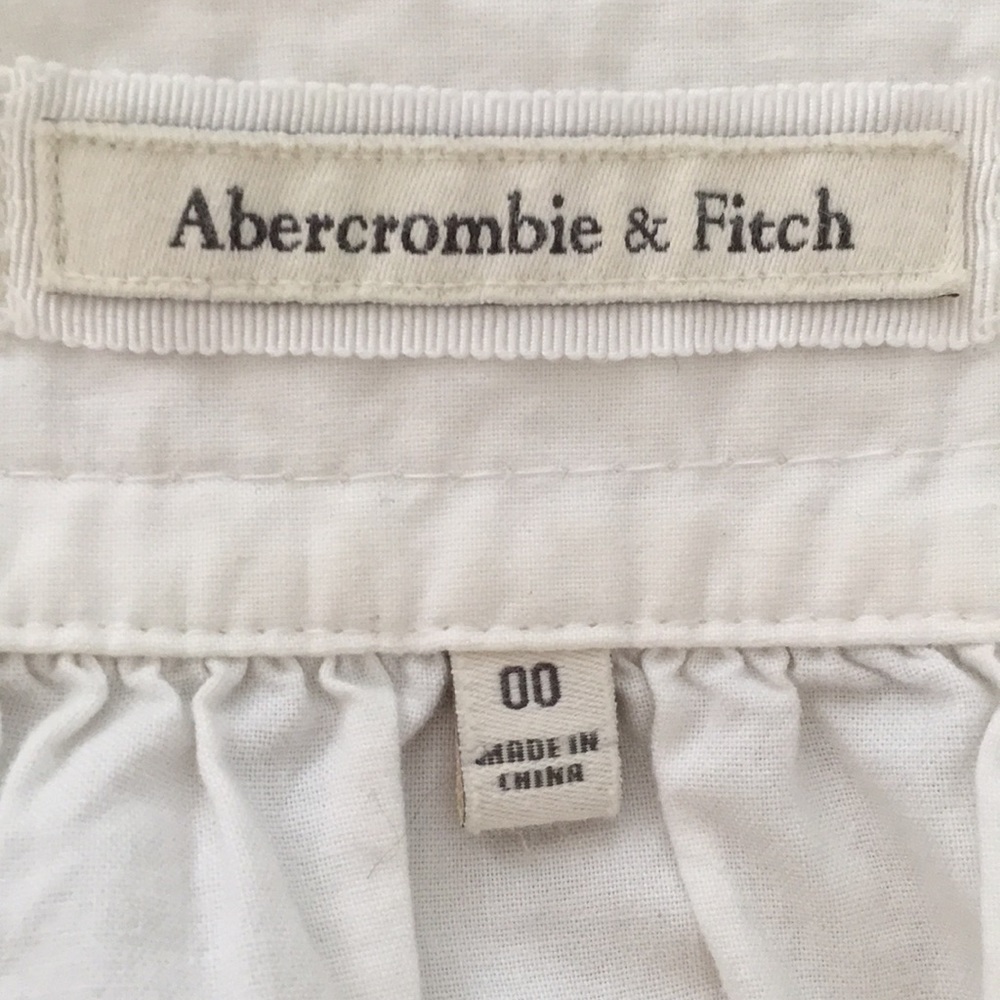 Abercrombie & Fitch
00
MADE IN
CHINA